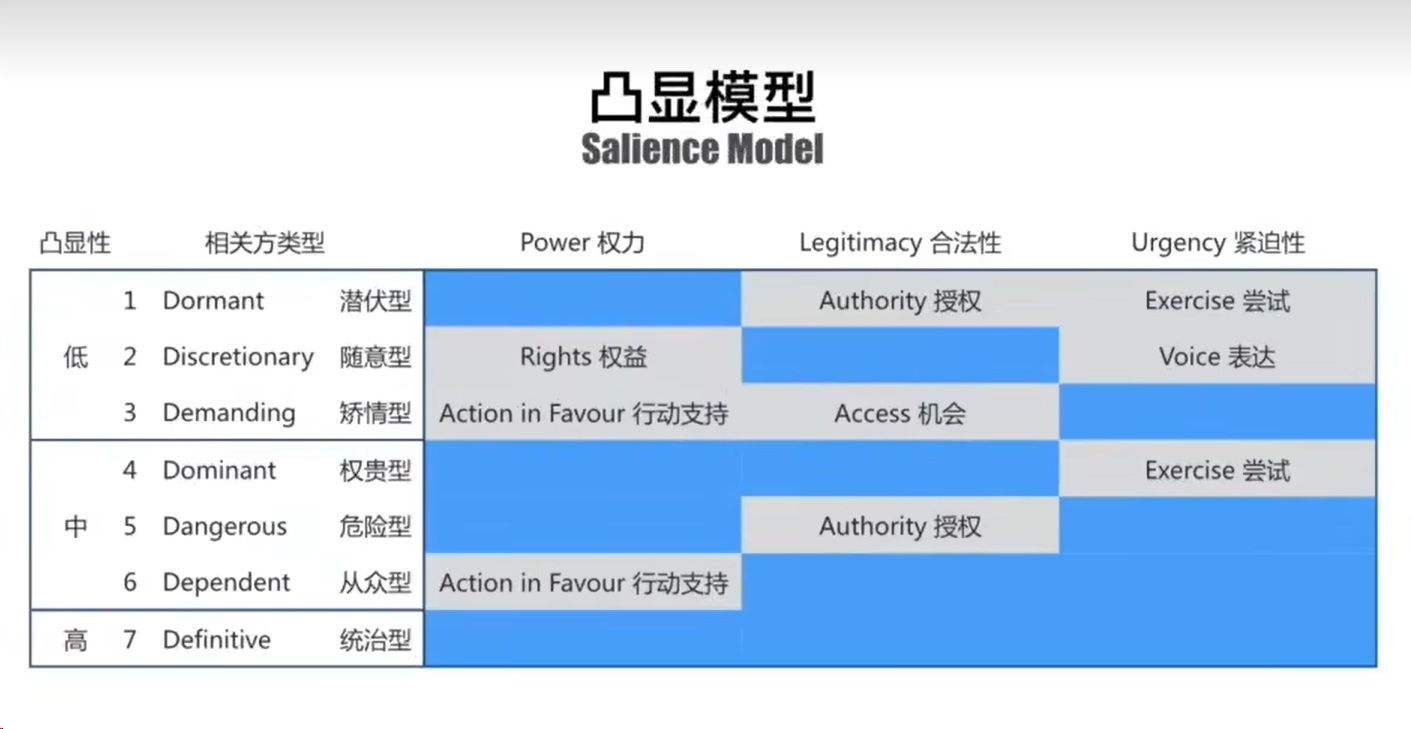 凸显模型
Salience Model
凸显性 相关方类型 Power 权力 Legitimacy 合法性 Urgency 紧迫性
1 Dormant 潜伏型 Authority 授权 Exercise 尝试
低 2 Discretionary 随意型 Rights 权益 Voice 表达
3 Demanding 矫情型 Action in Favour 行动支持 Access 机会
4 Dominant 权贵型 Exercise 尝试
中 5 Dangerous 危险型 Authority 授权
6 Dependent 从众型 Action in Favour 行动支持
高 7 Definitive 统治型